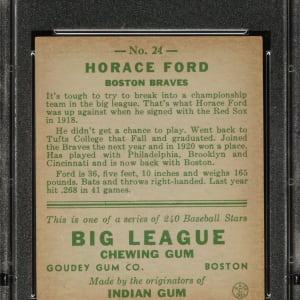 — No. 24 —
HORACE FORD
BOSTON BRAVES
It's tough to try to break into a championship
team in the big league. That's what Horace Ford
was up against when he signed with the Red Sox
in 1918.
He didn't get a chance to play. Went back to
Tufts College that Fall and graduated. Joined
the Braves the next year and in 1920 won a place.
Has played with Philadelphia, Brooklyn and
Cincinnati and is now back with Boston.
Ford is 36, five feet, 10 inches and weighs 165
pounds. Bats and throws right-handed. Last year
hit .268 in 41 games.
This is one of a series of 240 Baseball Stars
BIG LEAGUE
CHEWING GUM
GOUDEY GUM CO. BOSTON
Made by the originators of
INDIAN GUM